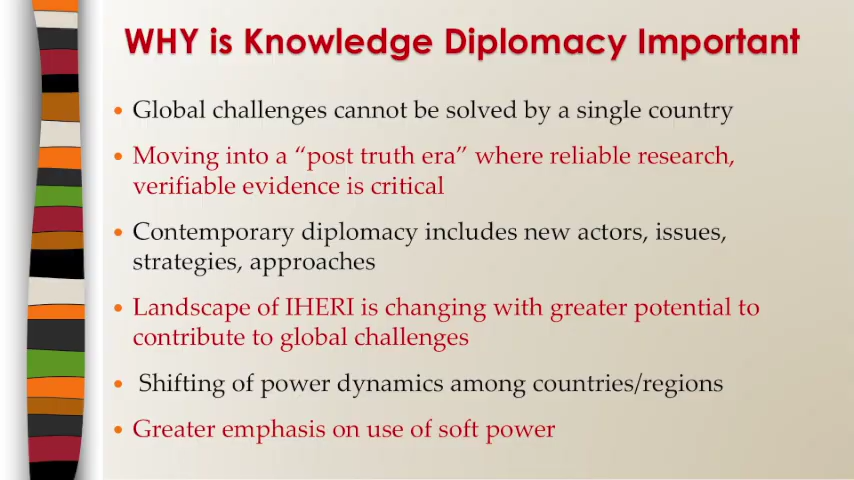 WHY is Knowledge Diplomacy Important
• Global challenges cannot be solved by a single country
• Moving into a “post truth era” where reliable research,
verifiable evidence is critical
• Contemporary diplomacy includes new actors, issues,
strategies, approaches
• Landscape of IHERI is changing with greater potential to
contribute to global challenges
• Shifting of power dynamics among countries/regions
• Greater emphasis on use of soft power